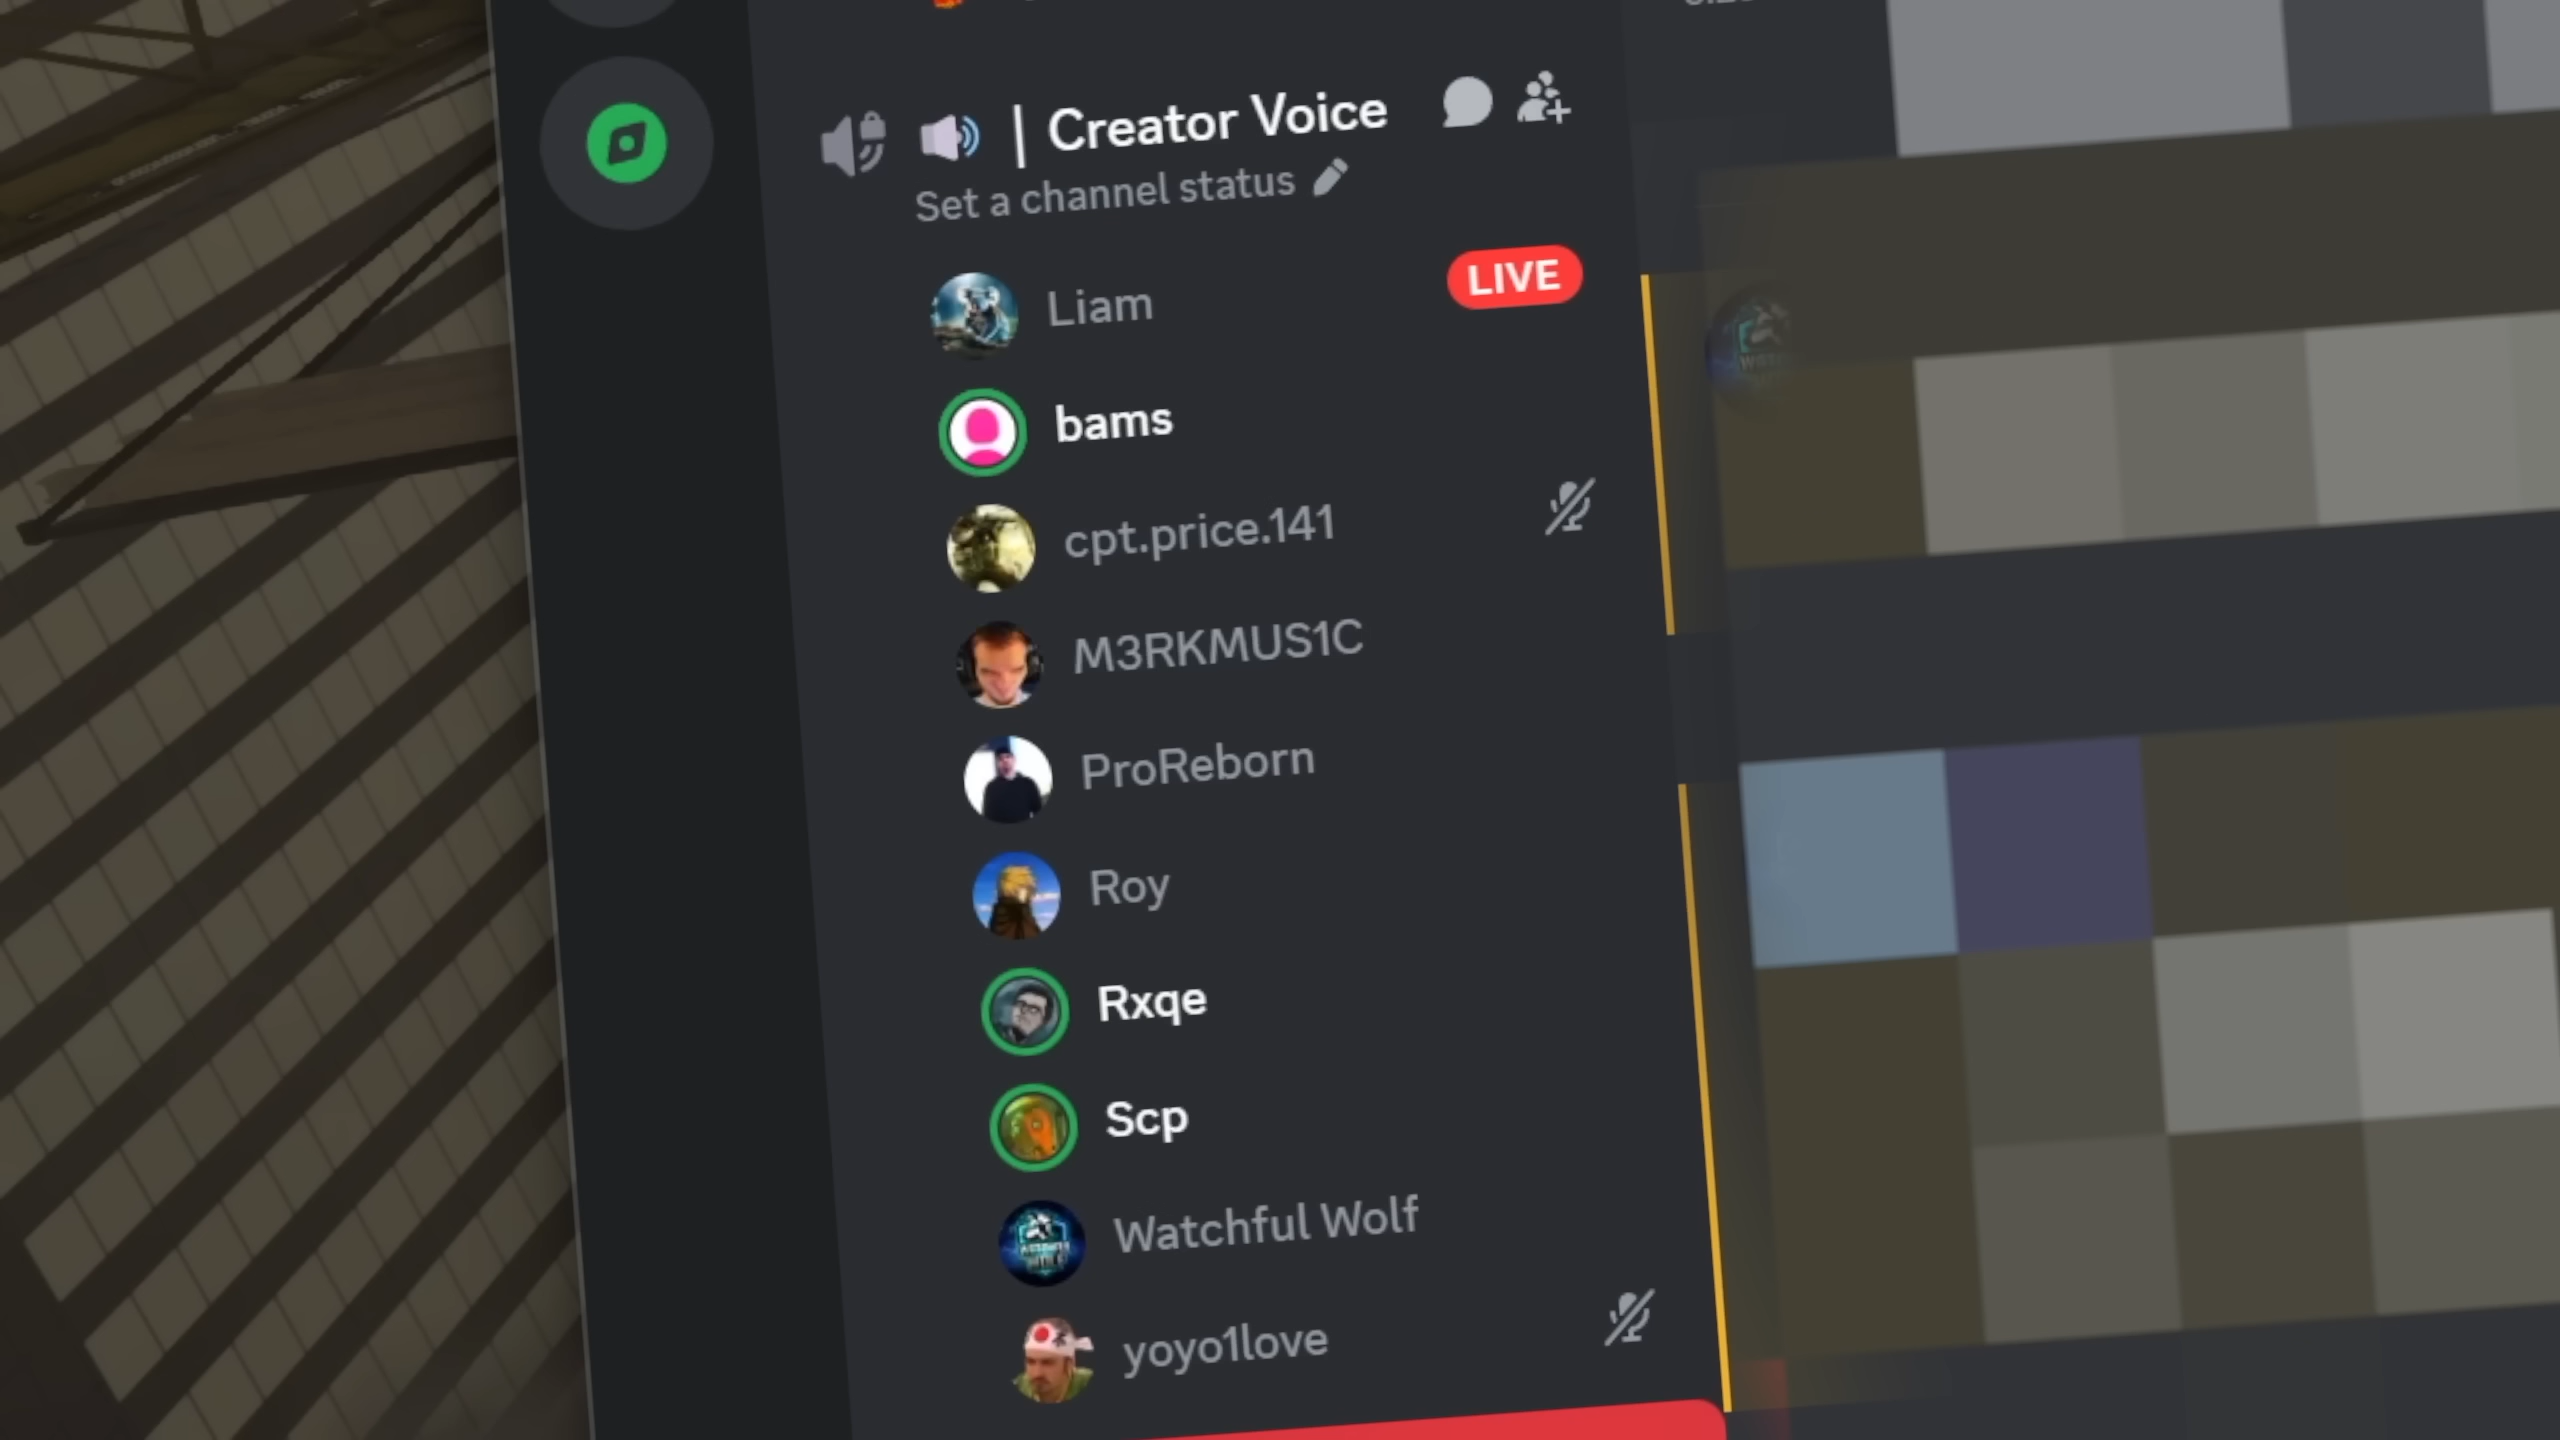 | Creator Voice
Set a channel status
Liam
LIVE
bams
cpt.price.141
M3RKMUS1C
ProReborn
Roy
Rxqe
Scp
Watchful Wolf
yoyo1love